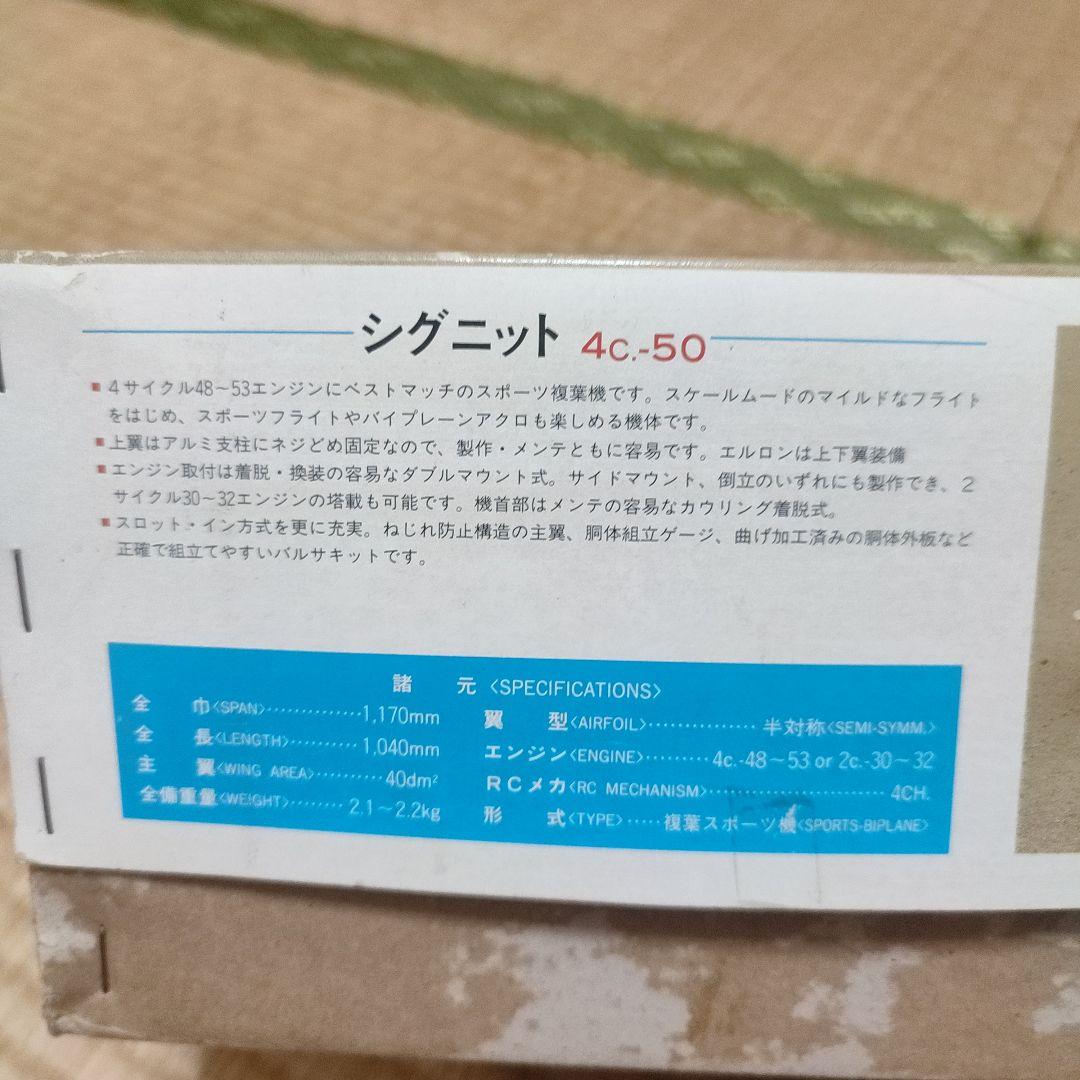 シグニット 4c.-50
■4サイクル48～53エンジンにベストマッチのスポーツ複葉機です。スケールムードのマイルドなフライト
をはじめ、スポーツフライトやバイプレーンアクロも楽しめる機体です。
■上翼はアルミ支柱にネジどめ固定なので、製作・メンテともに容易です。エルロンは上下翼装備
■エンジン取付は着脱・換装の容易なダブルマウント式。サイドマウント、倒立のいずれにも製作でき、2
サイクル30～32エンジンの塔載も可能です。機首部はメンテの容易なカウリング着脱式。
■スロット・イン方式を更に充実。ねじれ防止構造の主翼、胴体組立ゲージ、曲げ加工済みの胴体外板など
正確で組立てやすいバルサキットです。
諸元〈SPECIFICATIONS〉
全巾〈SPAN〉……………1,170mm
全長〈LENGTH〉…………1,040mm
主翼〈WING AREA〉…………40dm²
全備重量〈WEIGHT〉………2.1～2.2kg
翼型〈AIRFOIL〉……………半対称〈SEMI-SYMM.〉
エンジン〈ENGINE〉………4c.-48～53 or 2c.-30～32
RCメカ〈RC MECHANISM〉……………………4CH.
形式〈TYPE〉……複葉スポーツ機〈SPORTS-BIPLANE〉